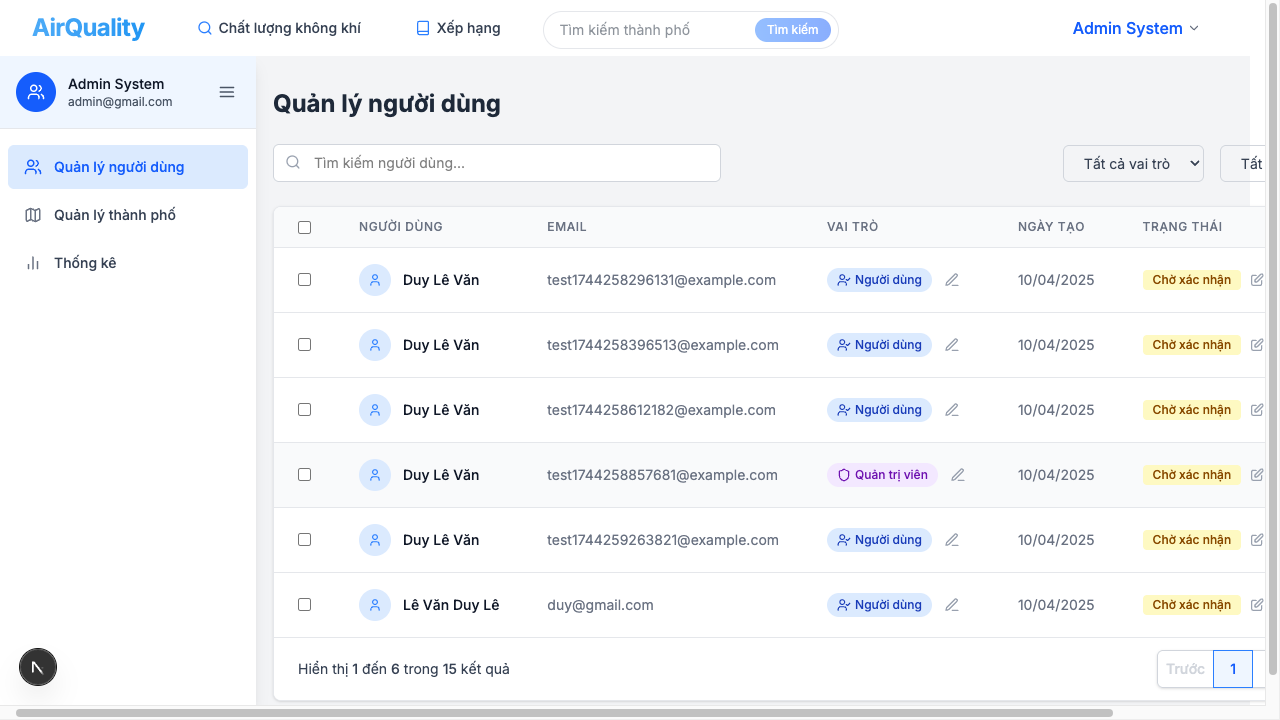 AirQuality
Chất lượng không khí
Xếp hạng
Tìm kiếm thành phố
Tìm kiếm
Admin System
Admin System
admin@gmail.com
Quản lý người dùng
Quản lý thành phố
Thống kê
Quản lý người dùng
Tìm kiếm người dùng...
Tất cả vai trò
Tất
NGƯỜI DÙNG EMAIL VAI TRÒ NGÀY TẠO TRẠNG THÁI
Duy Lê Văn test1744258296131@example.com Người dùng 10/04/2025 Chờ xác nhận
Duy Lê Văn test1744258396513@example.com Người dùng 10/04/2025 Chờ xác nhận
Duy Lê Văn test1744258612182@example.com Người dùng 10/04/2025 Chờ xác nhận
Duy Lê Văn test1744258857681@example.com Quản trị viên 10/04/2025 Chờ xác nhận
Duy Lê Văn test1744259263821@example.com Người dùng 10/04/2025 Chờ xác nhận
Lê Văn Duy Lê duy@gmail.com Người dùng 10/04/2025 Chờ xác nhận
Hiển thị 1 đến 6 trong 15 kết quả
Trước 1